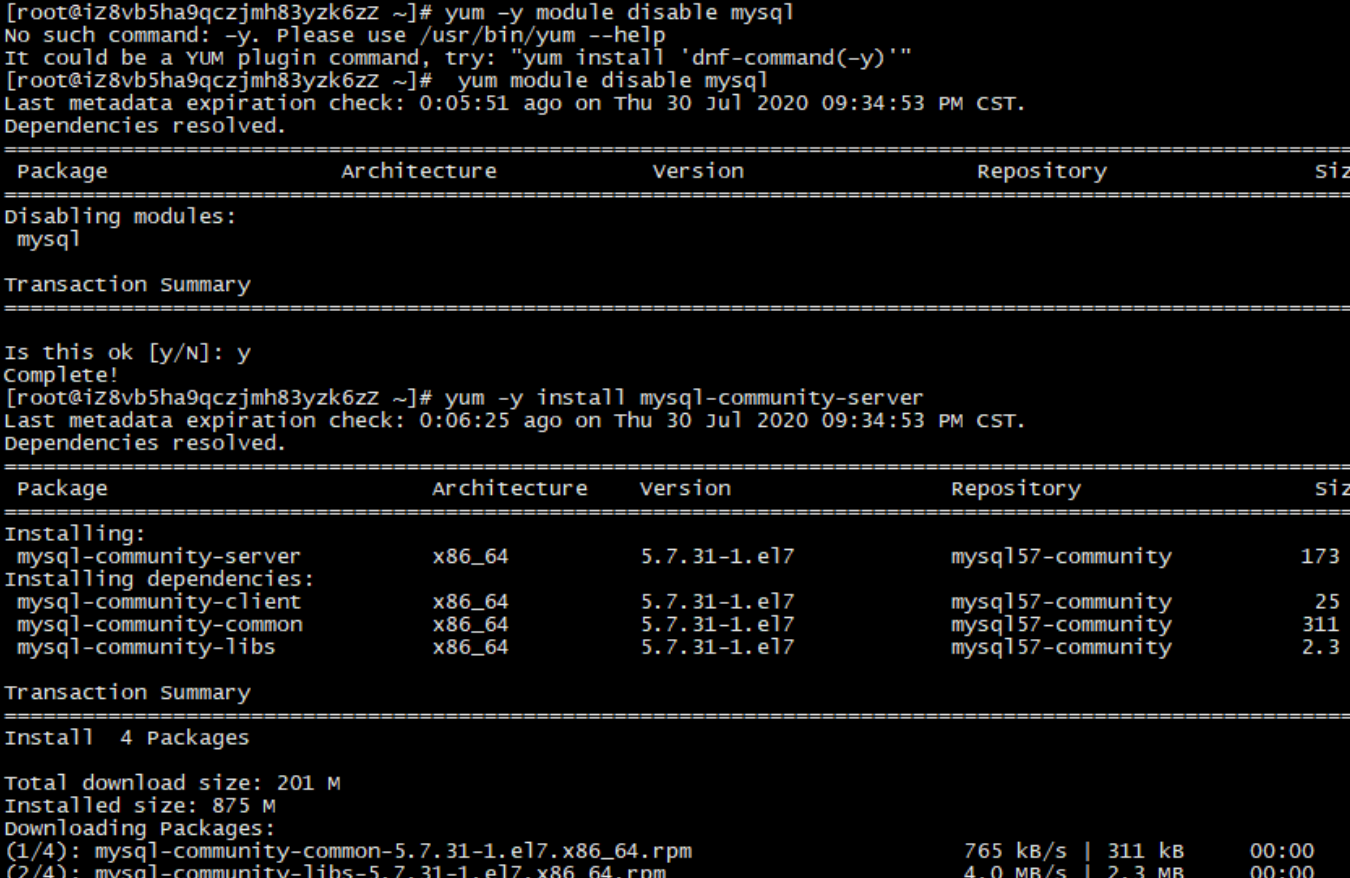 [root@iZ8vb5ha9qczjmh83yzk6zZ ~]# yum –y module disable mysql
No such command: –y. Please use /usr/bin/yum --help
It could be a YUM plugin command, try: "yum install 'dnf-command(–y)'"
[root@iZ8vb5ha9qczjmh83yzk6zZ ~]#  yum module disable mysql
Last metadata expiration check: 0:05:51 ago on Thu 30 Jul 2020 09:34:53 PM CST.
Dependencies resolved.
Package Architecture Version Repository Siz
Disabling modules:
mysql
Transaction Summary
Is this ok [y/N]: y
Complete!
[root@iZ8vb5ha9qczjmh83yzk6zZ ~]# yum -y install mysql-community-server
Last metadata expiration check: 0:06:25 ago on Thu 30 Jul 2020 09:34:53 PM CST.
Dependencies resolved.
Package Architecture Version Repository Siz
Installing:
mysql-community-server x86_64 5.7.31-1.el7 mysql57-community 173
Installing dependencies:
mysql-community-client x86_64 5.7.31-1.el7 mysql57-community 25
mysql-community-common x86_64 5.7.31-1.el7 mysql57-community 311
mysql-community-libs x86_64 5.7.31-1.el7 mysql57-community 2.3
Transaction Summary
Install  4 Packages
Total download size: 201 M
Installed size: 875 M
Downloading Packages:
(1/4): mysql-community-common-5.7.31-1.el7.x86_64.rpm 765 kB/s | 311 kB 00:00
(2/4): mysql-community-libs-5.7.31-1.el7.x86_64.rpm 4.0 MB/s | 2.3 MB 00:00